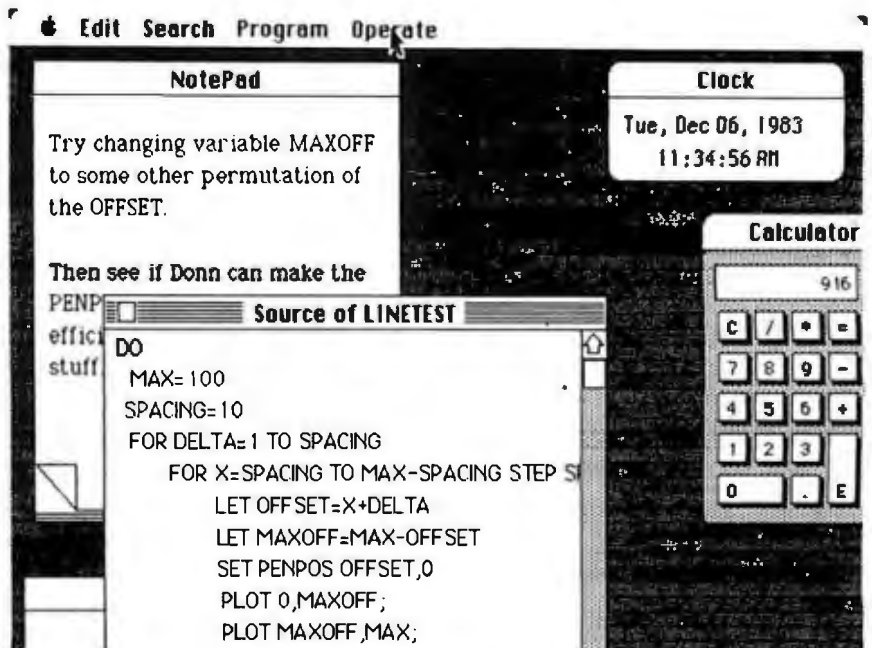 Edit Search Program Operate
NotePad
Try changing variable MAXOFF
to some other permutation of
the OFFSET.
Then see if Donn can make the
PENP
effici
stuff
Clock
Tue, Dec 06, 1983
11:34:56 AM
Calculator
916
C / * =
7 8 9 -
4 5 6 +
1 2 3
0 . E
Source of LINETEST
DO
MAX=100
SPACING=10
FOR DELTA=1 TO SPACING
FOR X=SPACING TO MAX-SPACING STEP S
LET OFFSET=X+DELTA
LET MAXOFF=MAX-OFFSET
SET PENPOS OFFSET,0
PLOT 0,MAXOFF;
PLOT MAXOFF,MAX;